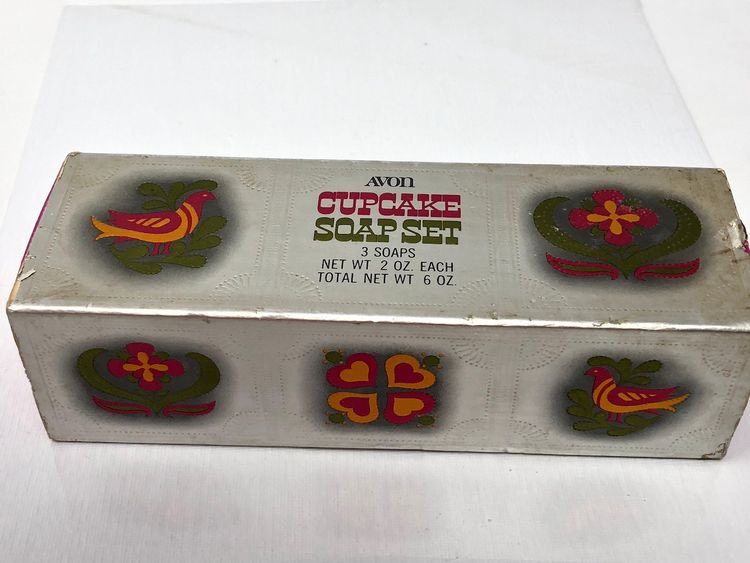 AVON
CUPCAKE
SOAP SET
3 SOAPS
NET WT 2 OZ. EACH
TOTAL NET WT 6 OZ.